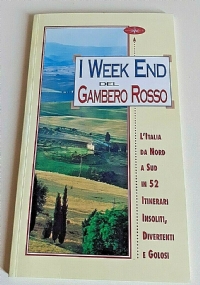 I WEEK END
DEL
GAMBERO ROSSO
L'ITALIA
DA NORD
A SUD
IN 52
ITINERARI
INSOLITI,
DIVERTENTI
E GOLOSI